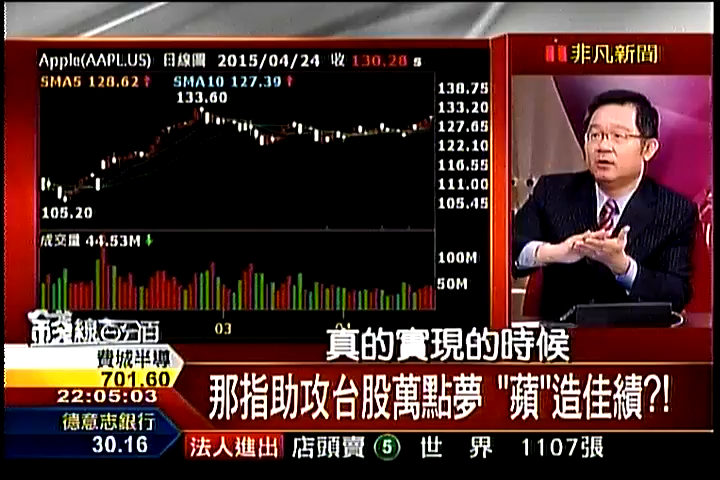 Apple(AAPL.US) 日線圖 2015/04/24 收 130.28 s
SMA5 128.62↑ SMA10 127.39↑
133.60
105.20
138.75
133.20
127.65
122.10
116.55
111.00
105.45
成交量 44.53M↓
100M
50M
03
非凡新聞
錢線百分百
真的實現的時候
費城半導
701.60
22:05:03
那指助攻台股萬點夢 "蘋"造佳績?!
德意志銀行
30.16
法人進出 店頭賣 5 世 界 1107張